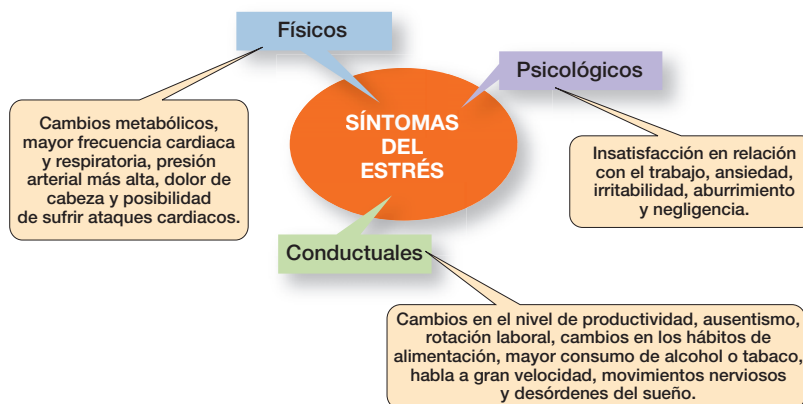 Físicos
Psicológicos
SÍNTOMAS
DEL
ESTRÉS
Cambios metabólicos,
mayor frecuencia cardiaca
y respiratoria, presión
arterial más alta, dolor de
cabeza y posibilidad
de sufrir ataques cardiacos.
Insatisfacción en relación
con el trabajo, ansiedad,
irritabilidad, aburrimiento
y negligencia.
Conductuales
Cambios en el nivel de productividad, ausentismo,
rotación laboral, cambios en los hábitos de
alimentación, mayor consumo de alcohol o tabaco,
habla a gran velocidad, movimientos nerviosos
y desórdenes del sueño.